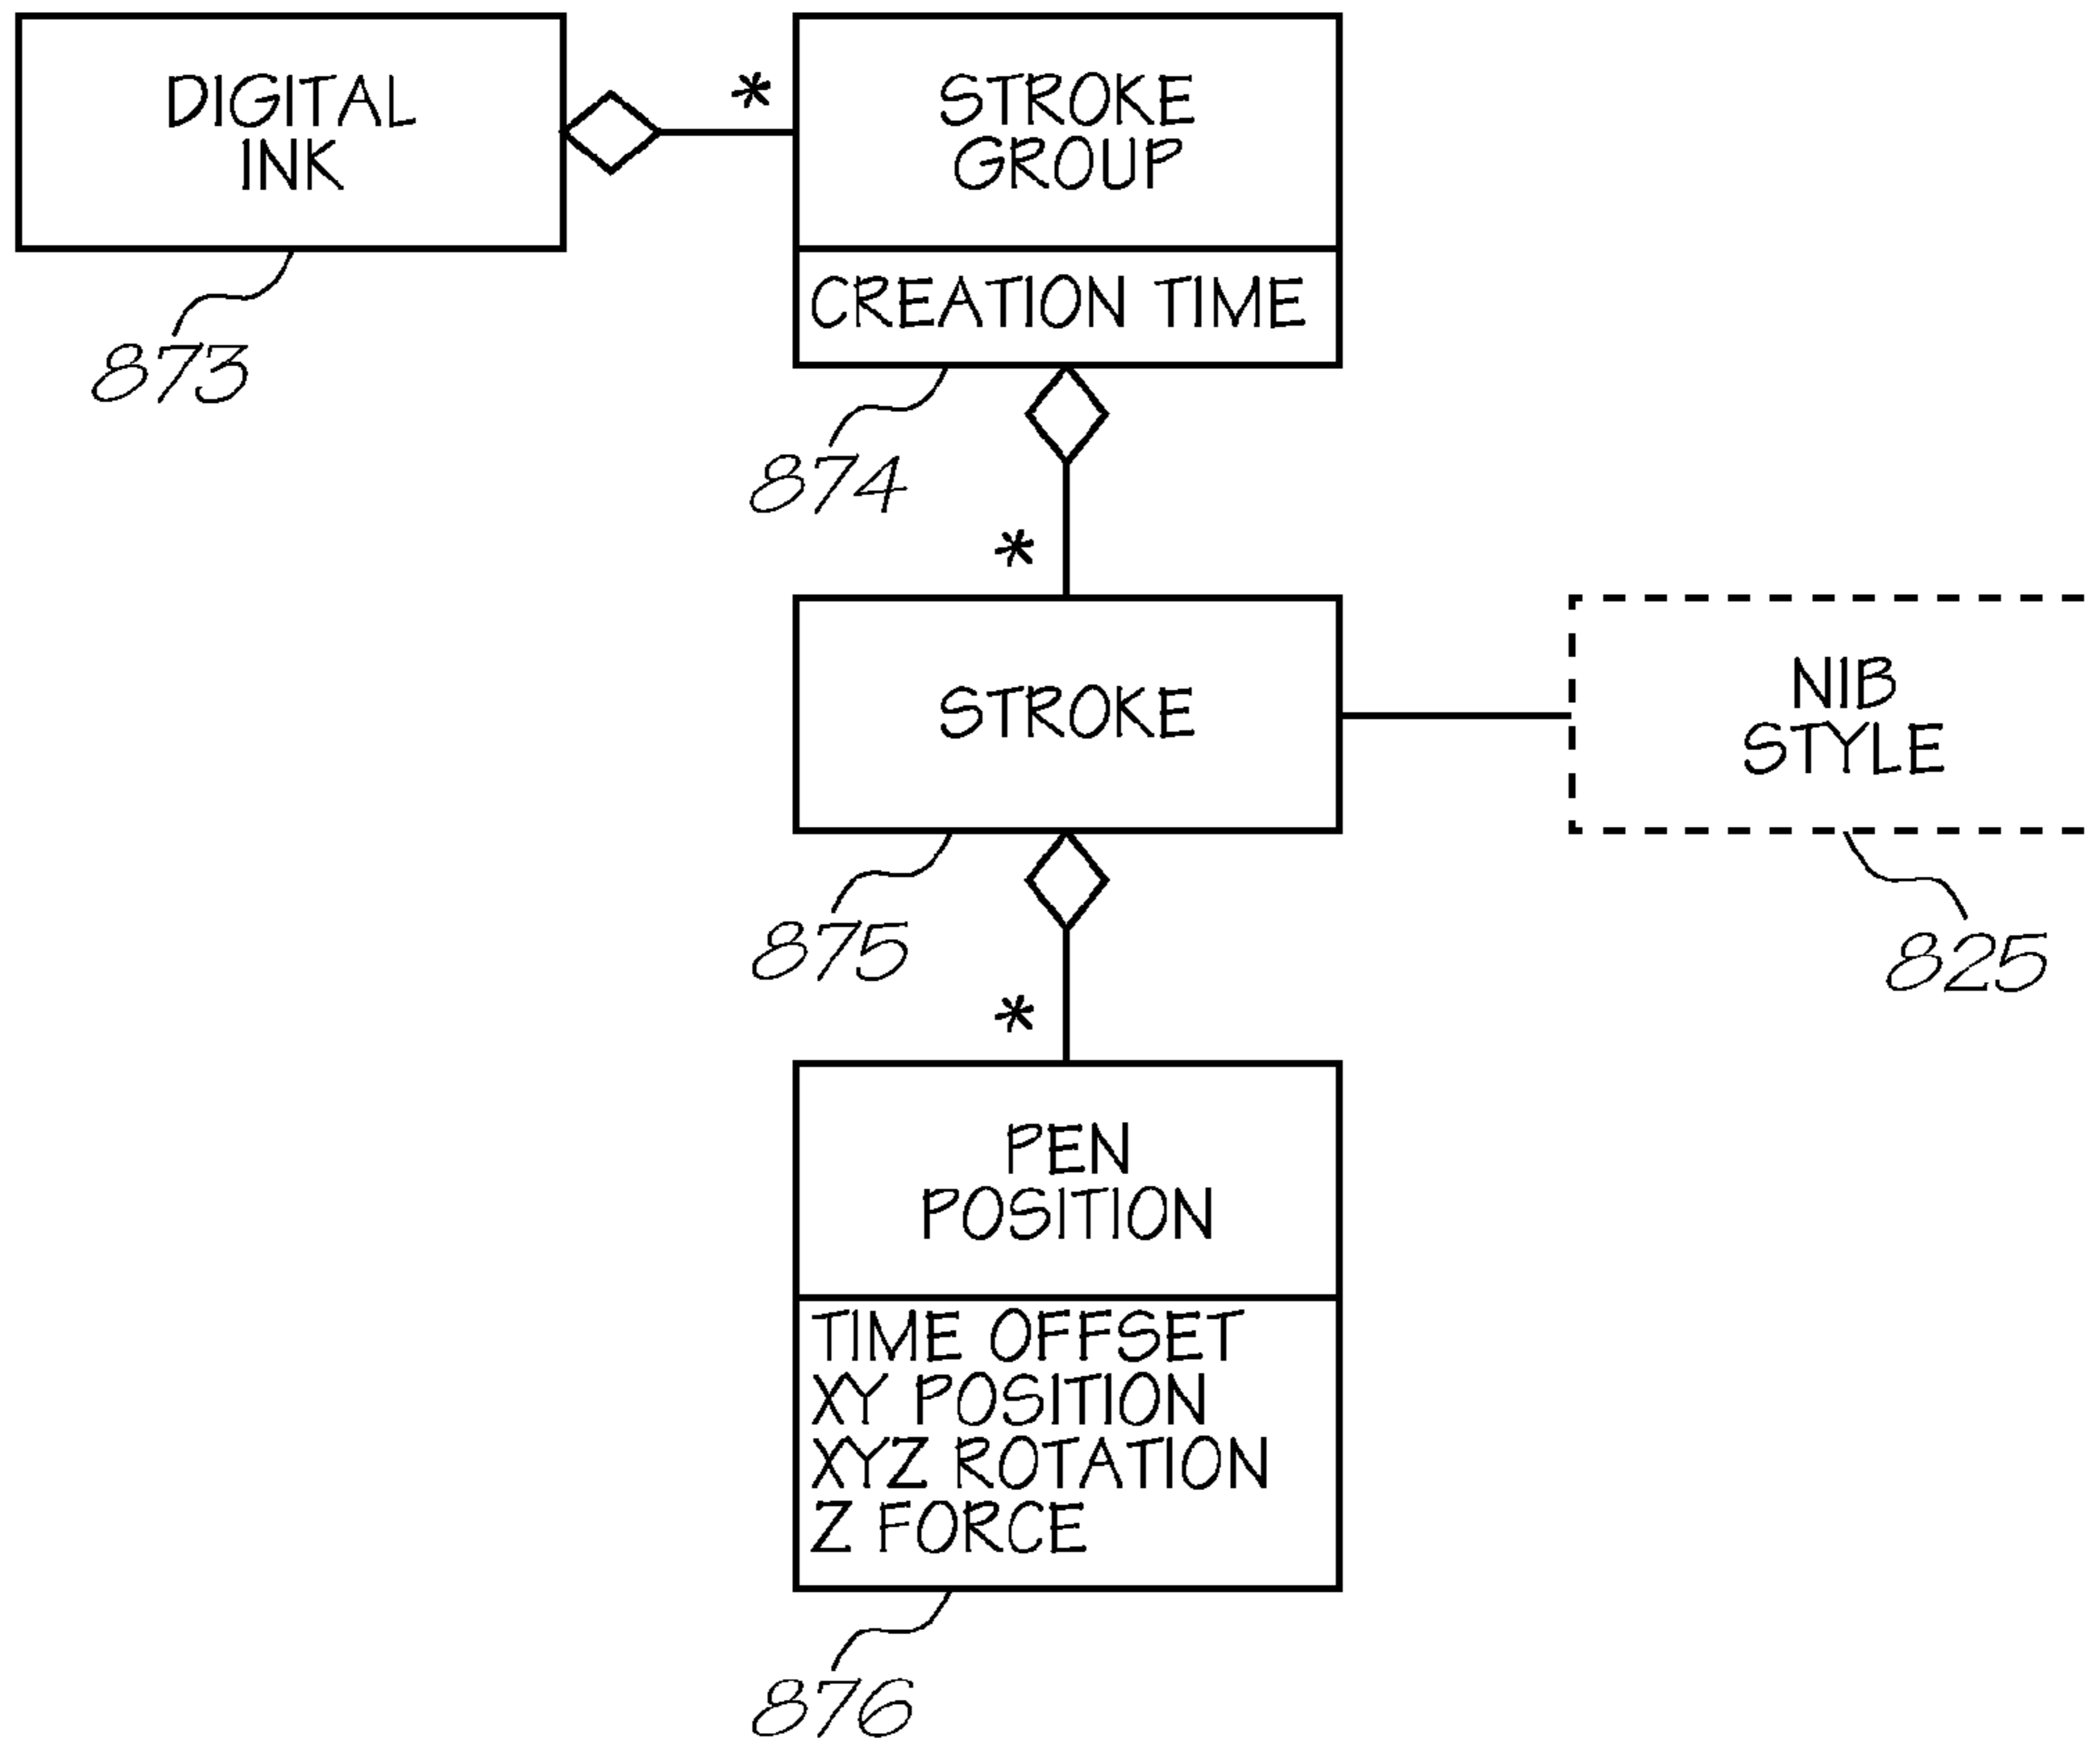 DIGITAL
INK
*
STROKE
GROUP
CREATION TIME
873
874
*
STROKE
NIB
STYLE
875
825
*
PEN
POSITION
TIME OFFSET
XY POSITION
XYZ ROTATION
Z FORCE
876